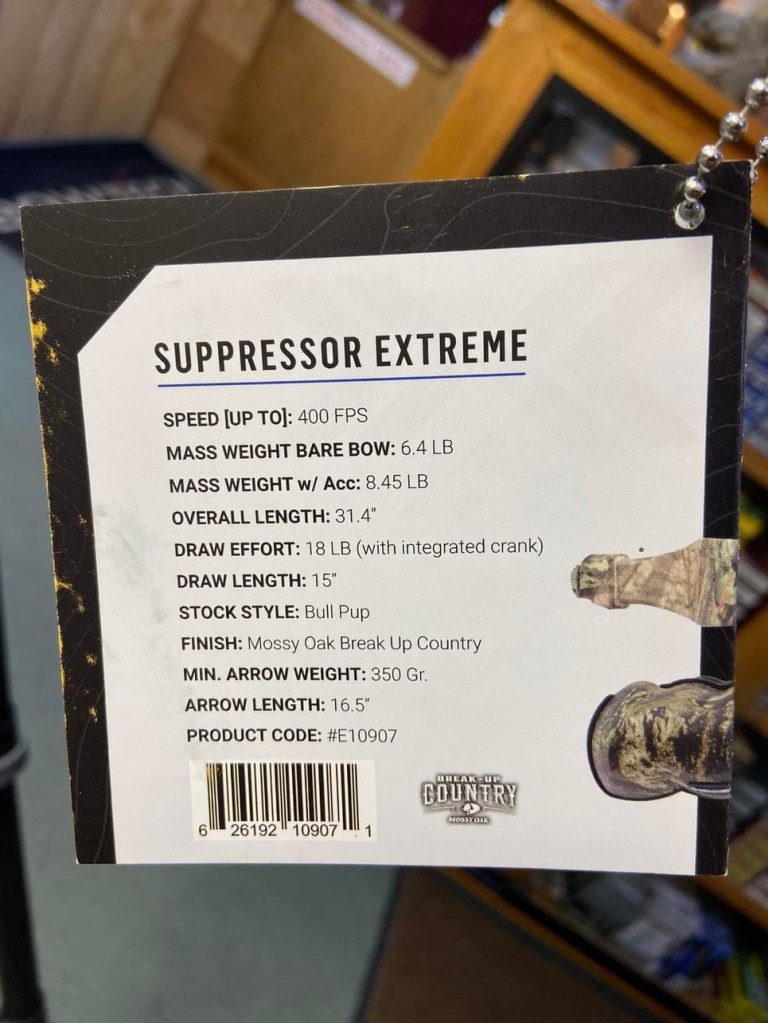 SUPPRESSOR EXTREME
SPEED [UP TO]: 400 FPS
MASS WEIGHT BARE BOW: 6.4 LB
MASS WEIGHT w/ Acc: 8.45 LB
OVERALL LENGTH: 31.4”
DRAW EFFORT: 18 LB (with integrated crank)
DRAW LENGTH: 15”
STOCK STYLE: Bull Pup
FINISH: Mossy Oak Break Up Country
MIN. ARROW WEIGHT: 350 Gr.
ARROW LENGTH: 16.5”
PRODUCT CODE: #E10907
6 26192 10907 1
BREAK-UP
COUNTRY
MOSSY OAK